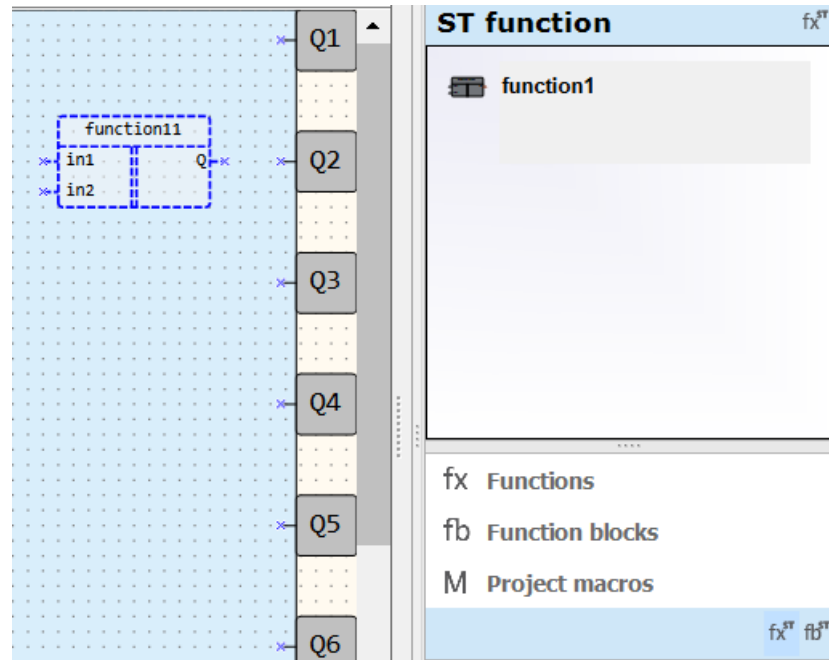 Q1
function11
in1
Q
in2
Q2
Q3
Q4
Q5
Q6
ST function
fxST
function1
fx Functions
fb Function blocks
M Project macros
fxST fbST